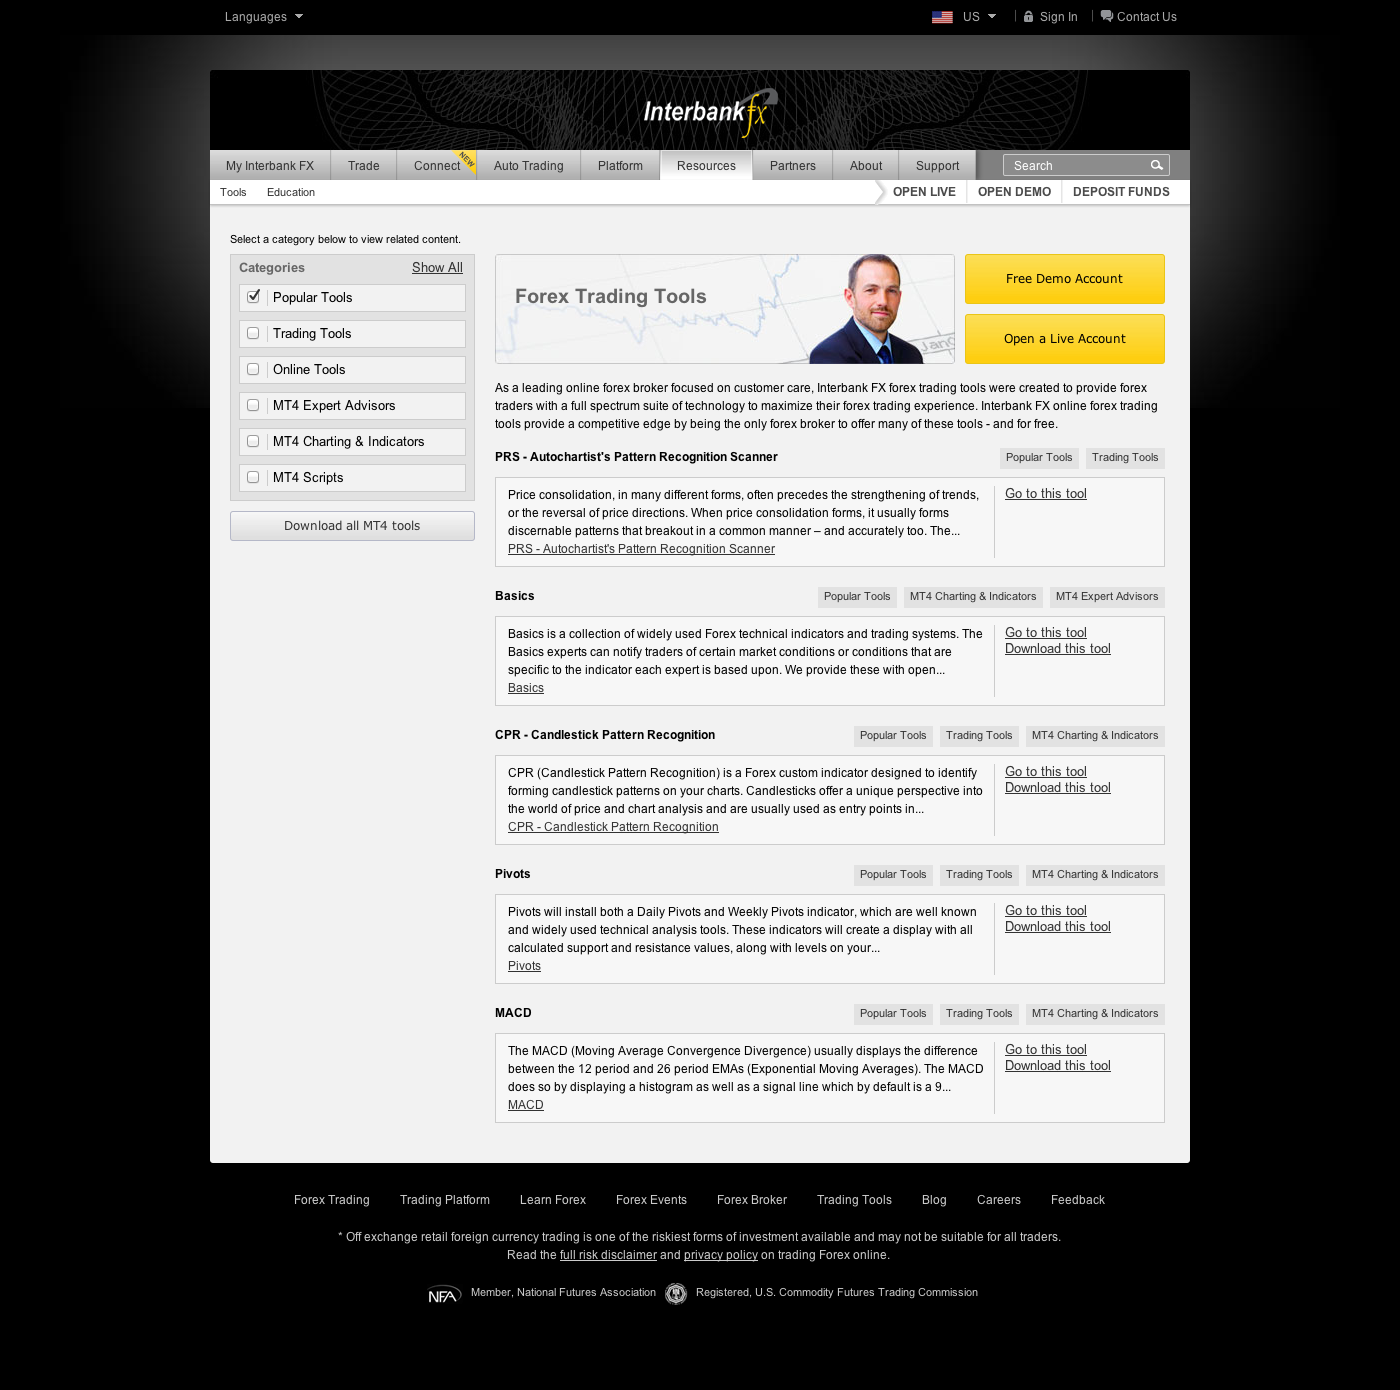 Languages
US
Sign In
Contact Us
Interbankfx
My Interbank FX
Trade
Connect
NEW
Auto Trading
Platform
Resources
Partners
About
Support
Search
Tools
Education
OPEN LIVE
OPEN DEMO
DEPOSIT FUNDS
Select a category below to view related content.
Categories
Show All
Popular Tools
Trading Tools
Online Tools
MT4 Expert Advisors
MT4 Charting & Indicators
MT4 Scripts
Download all MT4 tools
Forex Trading Tools
Free Demo Account
Open a Live Account
As a leading online forex broker focused on customer care, Interbank FX forex trading tools were created to provide forex
traders with a full spectrum suite of technology to maximize their forex trading experience. Interbank FX online forex trading
tools provide a competitive edge by being the only forex broker to offer many of these tools - and for free.
PRS - Autochartist's Pattern Recognition Scanner
Popular Tools
Trading Tools
Price consolidation, in many different forms, often precedes the strengthening of trends,
or the reversal of price directions. When price consolidation forms, it usually forms
discernable patterns that breakout in a common manner – and accurately too. The...
PRS - Autochartist's Pattern Recognition Scanner
Go to this tool
Basics
Popular Tools
MT4 Charting & Indicators
MT4 Expert Advisors
Basics is a collection of widely used Forex technical indicators and trading systems. The
Basics experts can notify traders of certain market conditions or conditions that are
specific to the indicator each expert is based upon. We provide these with open...
Basics
Go to this tool
Download this tool
CPR - Candlestick Pattern Recognition
Popular Tools
Trading Tools
MT4 Charting & Indicators
CPR (Candlestick Pattern Recognition) is a Forex custom indicator designed to identify
forming candlestick patterns on your charts. Candlesticks offer a unique perspective into
the world of price and chart analysis and are usually used as entry points in...
CPR - Candlestick Pattern Recognition
Go to this tool
Download this tool
Pivots
Popular Tools
Trading Tools
MT4 Charting & Indicators
Pivots will install both a Daily Pivots and Weekly Pivots indicator, which are well known
and widely used technical analysis tools. These indicators will create a display with all
calculated support and resistance values, along with levels on your...
Pivots
Go to this tool
Download this tool
MACD
Popular Tools
Trading Tools
MT4 Charting & Indicators
The MACD (Moving Average Convergence Divergence) usually displays the difference
between the 12 period and 26 period EMAs (Exponential Moving Averages). The MACD
does so by displaying a histogram as well as a signal line which by default is a 9...
MACD
Go to this tool
Download this tool
Forex Trading
Trading Platform
Learn Forex
Forex Events
Forex Broker
Trading Tools
Blog
Careers
Feedback
* Off exchange retail foreign currency trading is one of the riskiest forms of investment available and may not be suitable for all traders.
Read the full risk disclaimer and privacy policy on trading Forex online.
NFA
Member, National Futures Association
Registered, U.S. Commodity Futures Trading Commission